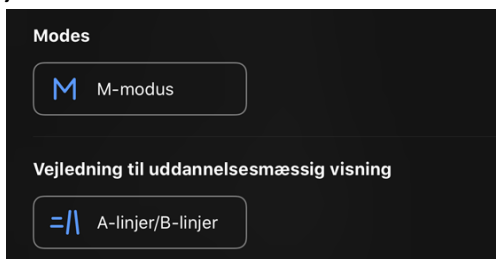 Modes
M-modus
Vejledning til uddannelsesmæssig visning
A-linjer/B-linjer